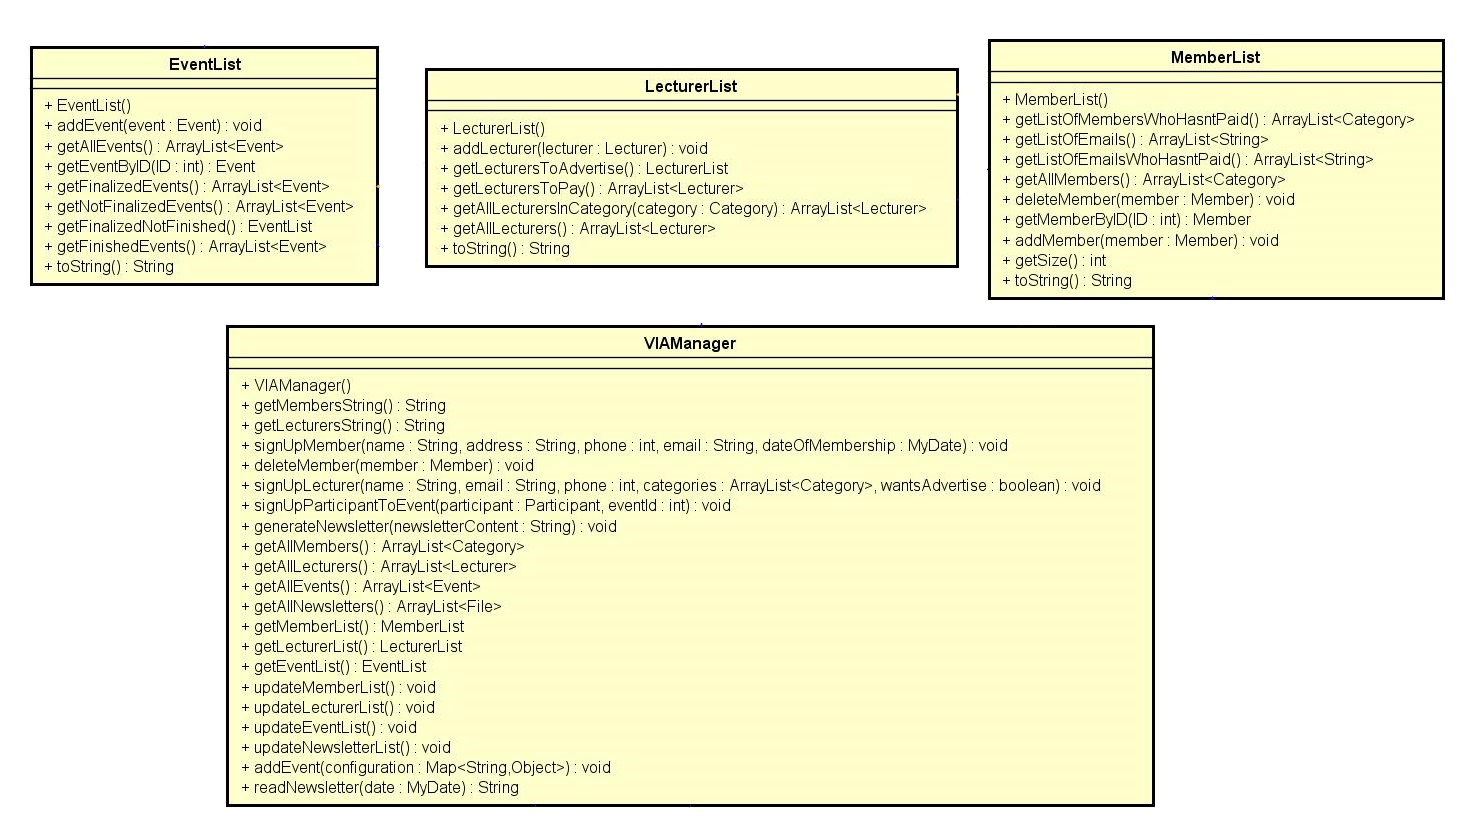 EventList
+ EventList()
+ addEvent(event : Event) : void
+ getAllEvents() : ArrayList<Event>
+ getEventByID(ID : int) : Event
+ getFinalizedEvents() : ArrayList<Event>
+ getNotFinalizedEvents() : ArrayList<Event>
+ getFinalizedNotFinished() : EventList
+ getFinishedEvents() : ArrayList<Event>
+ toString() : String
LecturerList
+ LecturerList()
+ addLecturer(lecturer : Lecturer) : void
+ getLecturersToAdvertise() : LecturerList
+ getLecturersToPay() : ArrayList<Lecturer>
+ getAllLecturersInCategory(category : Category) : ArrayList<Lecturer>
+ getAllLecturers() : ArrayList<Lecturer>
+ toString() : String
MemberList
+ MemberList()
+ getListOfMembersWhoHasntPaid() : ArrayList<Category>
+ getListOfEmails() : ArrayList<String>
+ getListOfEmailsWhoHasntPaid() : ArrayList<String>
+ getAllMembers() : ArrayList<Category>
+ deleteMember(member : Member) : void
+ getMemberByID(ID : int) : Member
+ addMember(member : Member) : void
+ getSize() : int
+ toString() : String
VIAManager
+ VIAManager()
+ getMembersString() : String
+ getLecturersString() : String
+ signUpMember(name : String, address : String, phone : int, email : String, dateOfMembership : MyDate) : void
+ deleteMember(member : Member) : void
+ signUpLecturer(name : String, email : String, phone : int, categories : ArrayList<Category>, wantsAdvertise : boolean) : void
+ signUpParticipantToEvent(participant : Participant, eventId : int) : void
+ generateNewsletter(newsletterContent : String) : void
+ getAllMembers() : ArrayList<Category>
+ getAllLecturers() : ArrayList<Lecturer>
+ getAllEvents() : ArrayList<Event>
+ getAllNewsletters() : ArrayList<File>
+ getMemberList() : MemberList
+ getLecturerList() : LecturerList
+ getEventList() : EventList
+ updateMemberList() : void
+ updateLecturerList() : void
+ updateEventList() : void
+ updateNewsletterList() : void
+ addEvent(configuration : Map<String,Object>) : void
+ readNewsletter(date : MyDate) : String